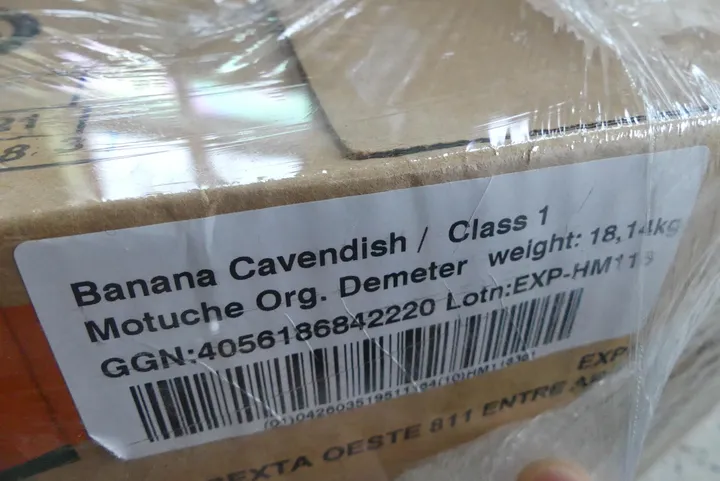 Banana Cavendish / Class 1
Motuche Org. Demeter weight: 18,14kg
GGN:4056186842220 Lotn:EXP-HM118
EXP
SEXTA OESTE 811 ENTRE